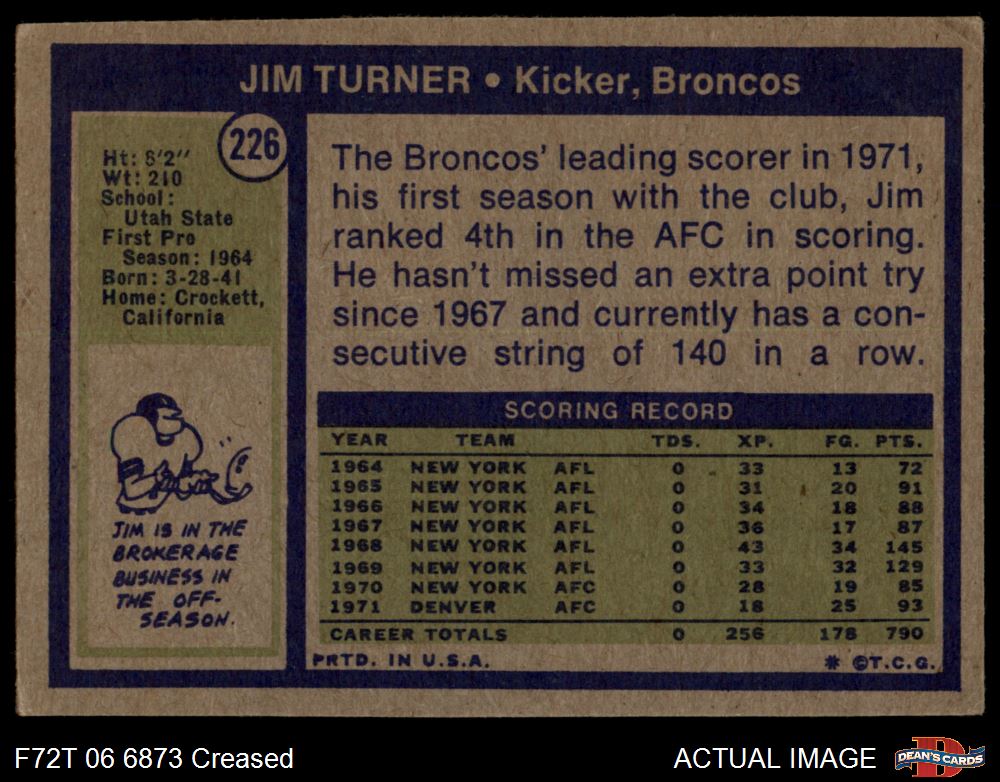 JIM TURNER • Kicker, Broncos
226
Ht: 6'2"
Wt: 210
School:
Utah State
First Pro
Season: 1964
Born: 3-28-41
Home: Crockett,
California
JIM IS IN THE
BROKERAGE
BUSINESS IN
THE OFF-
SEASON.
The Broncos' leading scorer in 1971,
his first season with the club, Jim
ranked 4th in the AFC in scoring.
He hasn't missed an extra point try
since 1967 and currently has a con-
secutive string of 140 in a row.
SCORING RECORD
YEAR TEAM TDS. XP. FG. PTS.
1964 NEW YORK AFL 0 33 13 72
1965 NEW YORK AFL 0 31 20 91
1966 NEW YORK AFL 0 34 18 88
1967 NEW YORK AFL 0 36 17 87
1968 NEW YORK AFL 0 43 34 145
1969 NEW YORK AFL 0 33 32 129
1970 NEW YORK AFC 0 28 19 85
1971 DENVER AFC 0 18 25 93
CAREER TOTALS 0 256 178 790
PRTD. IN U.S.A. * ©T.C.G.
F72T 06 6873 Creased
ACTUAL IMAGE
D
DEAN'S CARDS